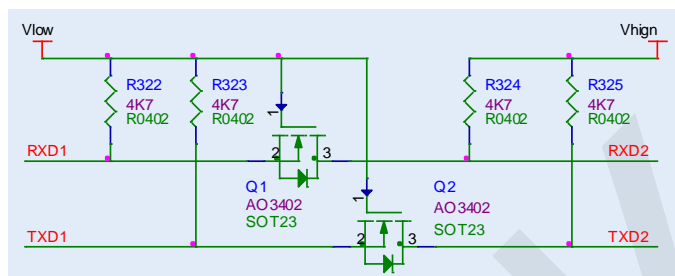 Vlow
Vhign
R322
4K7
R0402
R323
4K7
R0402
R324
4K7
R0402
R325
4K7
R0402
1
RXD1
2
3
RXD2
Q1
AO3402
SOT23
1
Q2
AO3402
SOT23
TXD1
2
3
TXD2